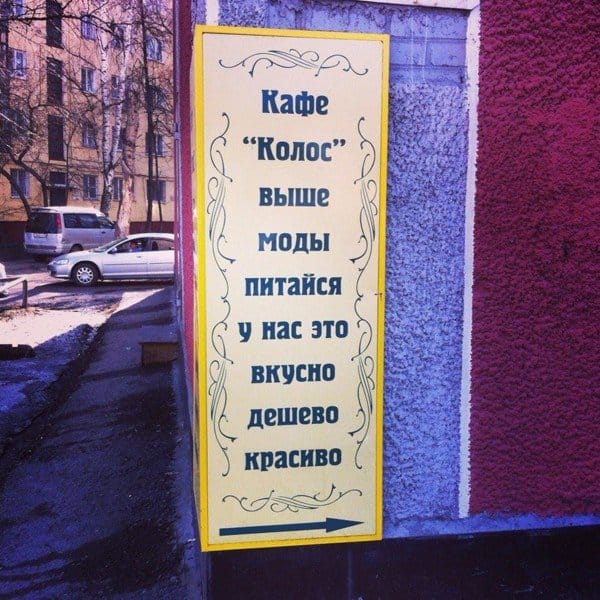 Кафе
“Колос”
выше
моды
питайся
у нас это
вкусно
дешево
красиво